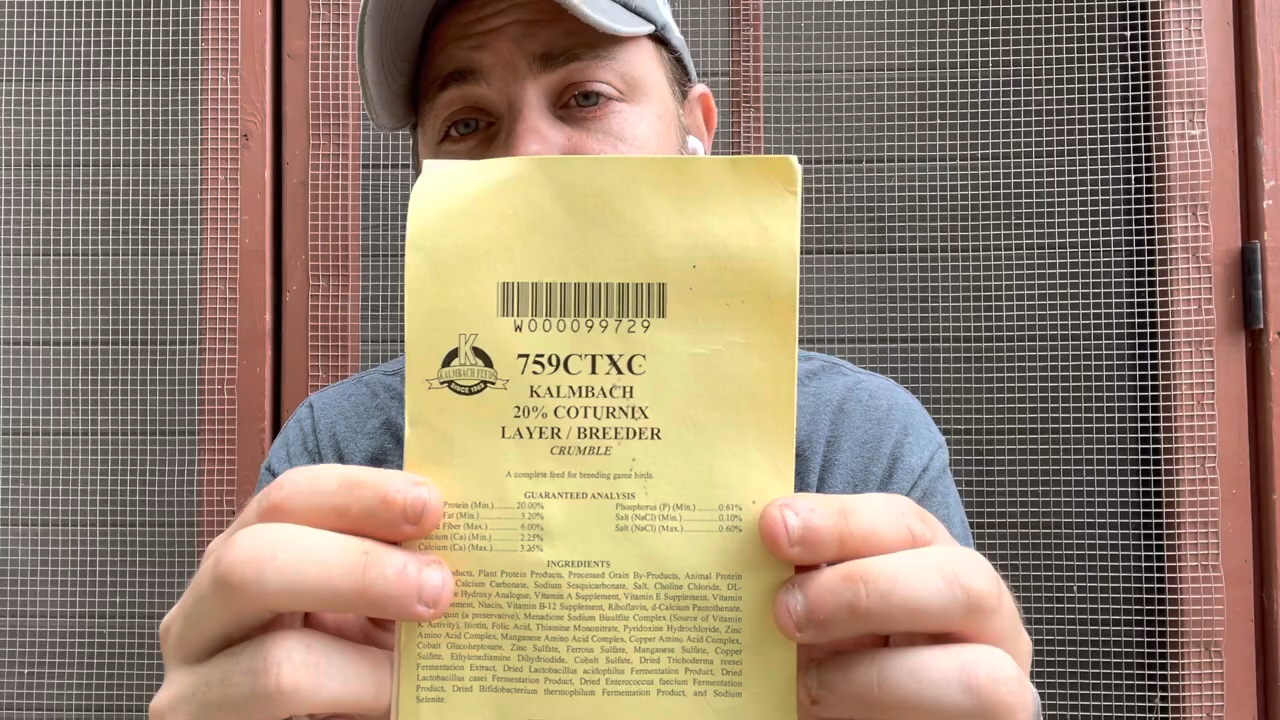 W000099729
K
KALMBACH FEEDS
SINCE 1963
759CTXC
KALMBACH
20% COTURNIX
LAYER / BREEDER
CRUMBLE
A complete feed for breeding game birds.
GUARANTEED ANALYSIS
Protein (Min.) 20.00%
Fat (Min.) 3.20%
Fiber (Max.) 6.00%
Calcium (Ca) (Min.) 2.25%
Calcium (Ca) (Max.) 3.25%
Phosphorus (P) (Min.) 0.61%
Salt (NaCl) (Min.) 0.10%
Salt (NaCl) (Max.) 0.60%
INGREDIENTS
Plant Protein Products, Processed Grain By-Products, Animal Protein
Calcium Carbonate, Sodium Sesquicarbonate, Salt, Choline Chloride, DL-
Hydroxy Analogue, Vitamin A Supplement, Vitamin E Supplement, Vitamin
Niacin, Vitamin B-12 Supplement, Riboflavin, d-Calcium Pantothenate,
(a preservative), Menadione Sodium Bisulfite Complex (Source of Vitamin
K Activity), Biotin, Folic Acid, Thiamine Mononitrate, Pyridoxine Hydrochloride, Zinc
Amino Acid Complex, Manganese Amino Acid Complex, Copper Amino Acid Complex,
Cobalt Glucoheptonate, Zinc Sulfate, Ferrous Sulfate, Manganese Sulfate, Copper
Sulfate, Ethylenediamine Dihydriodide, Cobalt Sulfate, Dried Trichoderma reesei
Fermentation Extract, Dried Lactobacillus acidophilus Fermentation Product, Dried
Lactobacillus casei Fermentation Product, Dried Enterococcus faecium Fermentation
Product, Dried Bifidobacterium thermophilum Fermentation Product, and Sodium
Selenite.